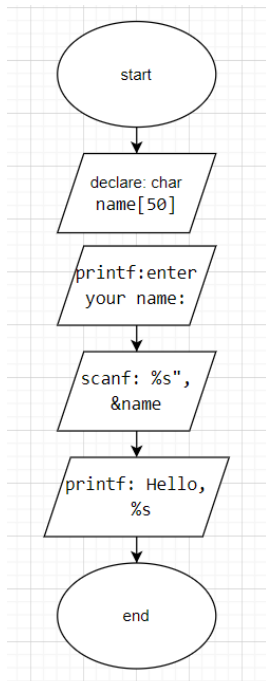 start
declare: char
name[50]
printf:enter
your name:
scanf: %s",
&name
printf: Hello,
%s
end